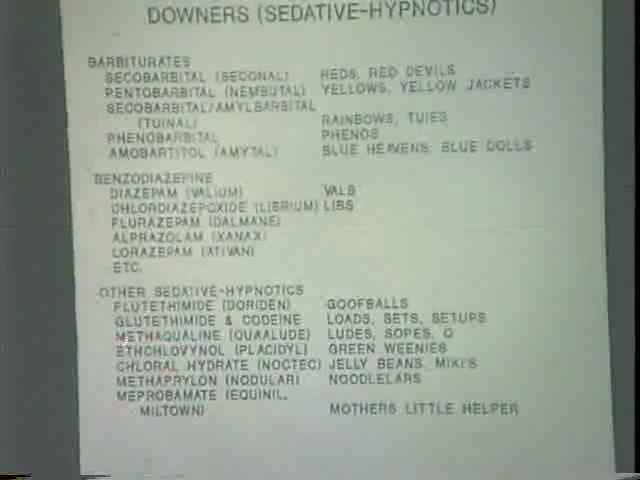 DOWNERS (SEDATIVE-HYPNOTICS)
BARBITURATES
SECOBARBITAL (SECONAL) REDS, RED DEVILS
PENTOBARBITAL (NEMBUTAL) YELLOWS, YELLOW JACKETS
SECOBARBITAL/AMYLBARBITAL
(TUINAL) RAINBOWS, TUIES
PHENOBARBITAL PHENOS
AMOBARTITOL (AMYTAL) BLUE HEAVENS, BLUE DOLLS
BENZODIAZEPINE
DIAZEPAM (VALIUM) VALS
CHLORDIAZEPOXIDE (LIBRIUM) LIBS
FLURAZEPAM (DALMANE)
ALPRAZOLAM (XANAX)
LORAZEPAM (ATIVAN)
ETC.
OTHER SEDATIVE-HYPNOTICS
FLUTETHIMIDE (DORIDEN) GOOFBALLS
GLUTETHIMIDE & CODEINE LOADS, SETS, SETUPS
METHAQUALINE (QUAALUDE) LUDES, SOPES, Q
ETHCHLOVYNOL (PLACIDYL) GREEN WEENIES
CHLORAL HYDRATE (NOCTEC) JELLY BEANS, MIKI'S
METHAPRYLON (NODULAR) NOODLELARS
MEPROBAMATE (EQUINIL,
MILTOWN) MOTHERS LITTLE HELPER